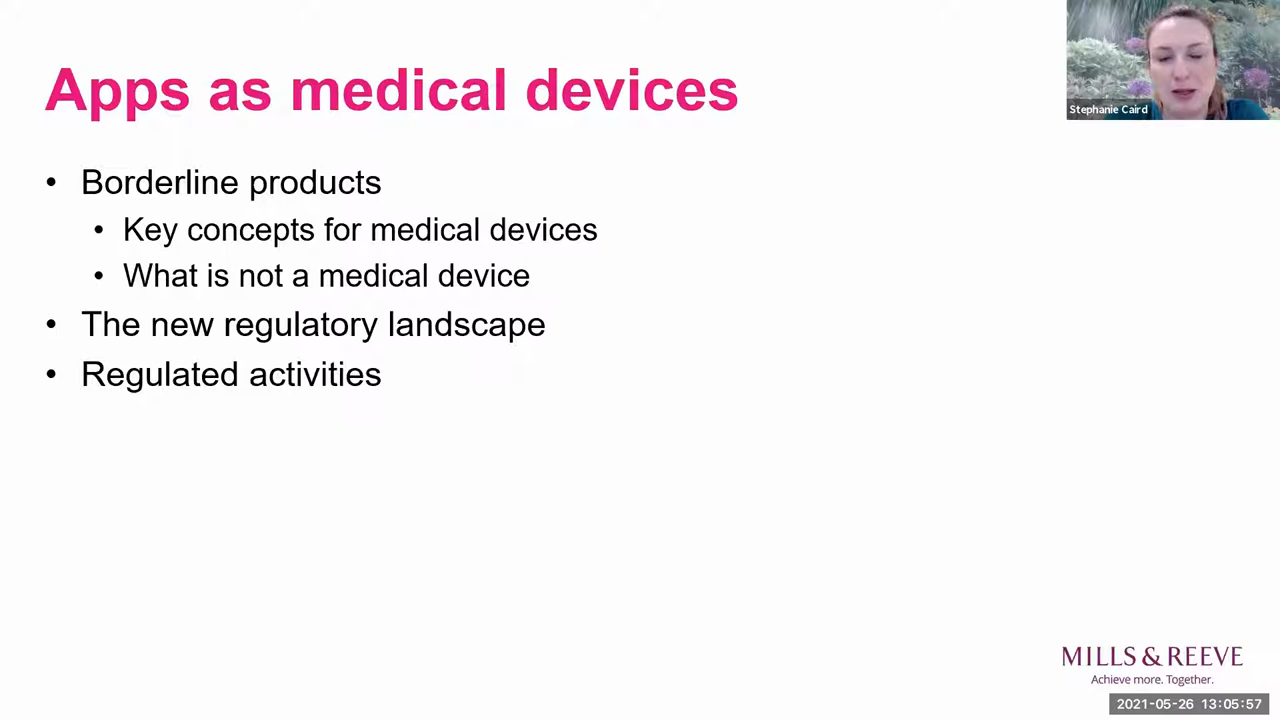 Apps as medical devices
Stephanie Caird
• Borderline products
• Key concepts for medical devices
• What is not a medical device
• The new regulatory landscape
• Regulated activities
MILLS & REEVE
Achieve more. Together.
2021-05-26 13:05:57